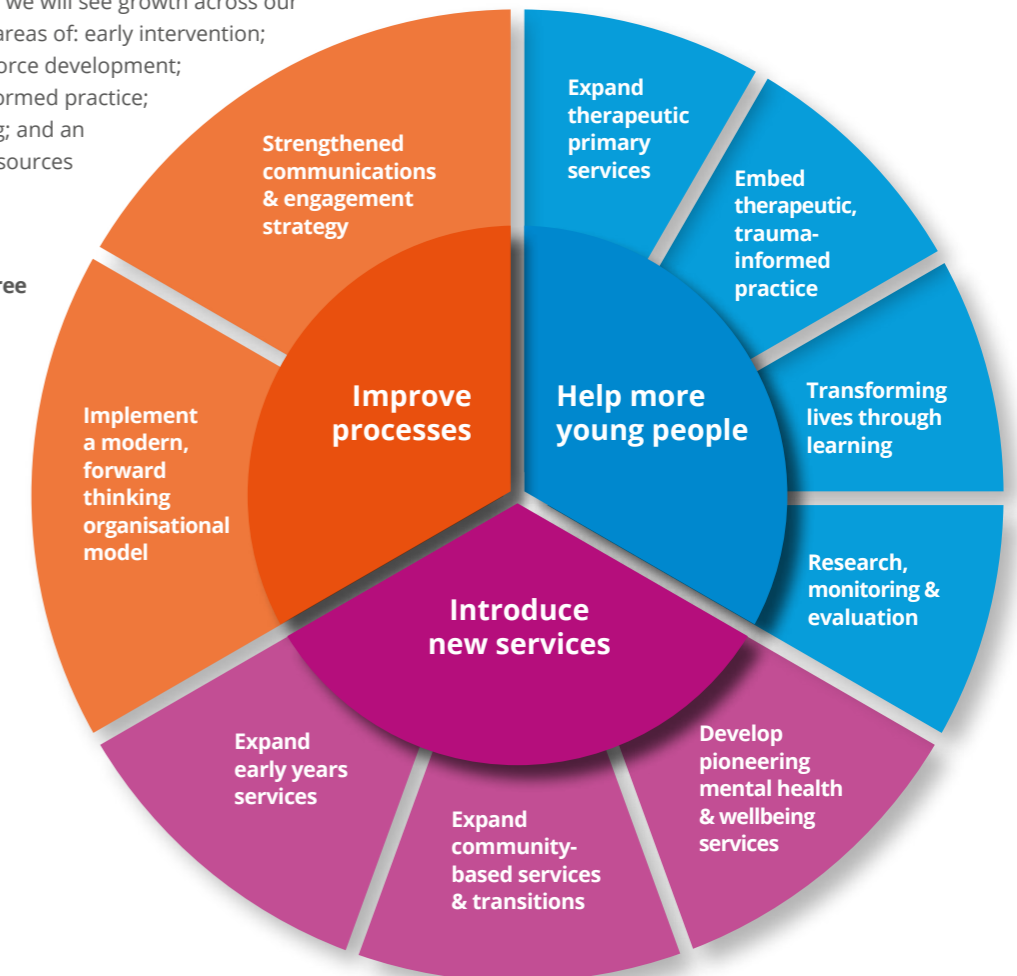 we will see growth across our
areas of: early intervention;
force development;
formed practice;
; and an
sources
ree
Improve
processes
Strengthened
communications
& engagement
strategy
Implement
a modern,
forward
thinking
organisational
model
Help more
young people
Expand
therapeutic
primary
services
Embed
therapeutic,
trauma-
informed
practice
Transforming
lives through
learning
Research,
monitoring &
evaluation
Introduce
new services
Develop
pioneering
mental health
& wellbeing
services
Expand
community-
based services
& transitions
Expand
early years
services